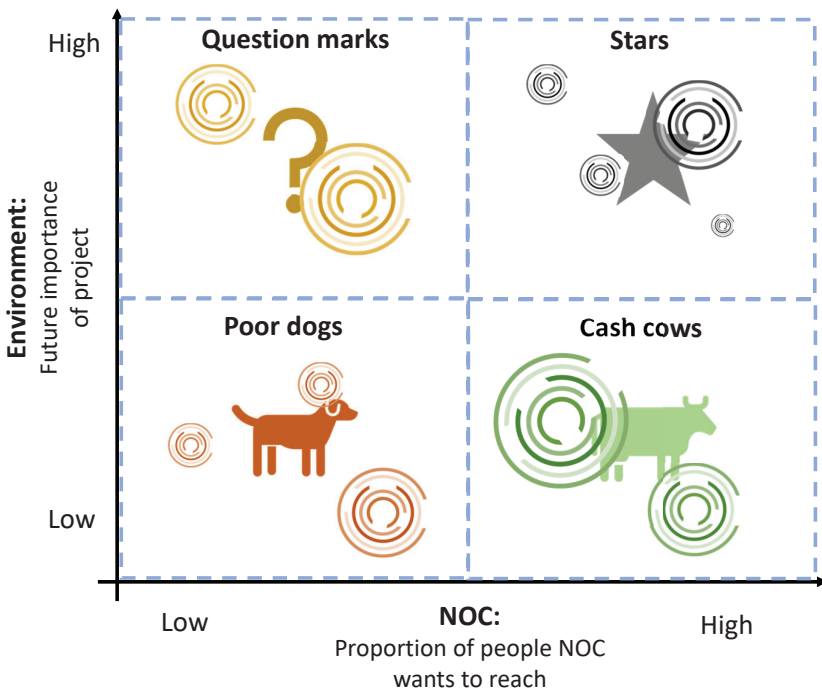 High
Question marks
Stars
Environment:
Future importance
of project
Poor dogs
Cash cows
Low
Low
NOC:
High
Proportion of people NOC
wants to reach